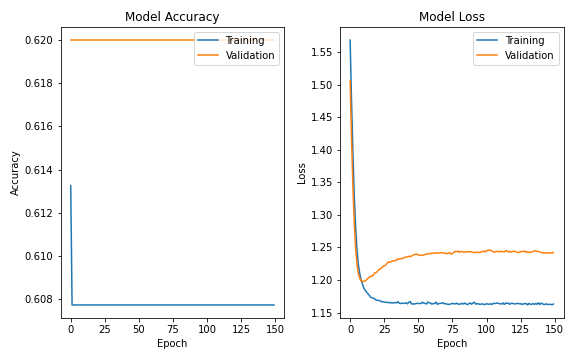 Model Accuracy
0.620
0.618
0.616
0.614
0.612
0.610
0.608
Accuracy
Training
Validation
0 25 50 75 100 125 150
Epoch
Model Loss
1.55
1.50
1.45
1.40
1.35
1.30
1.25
1.20
1.15
Loss
Training
Validation
0 25 50 75 100 125 150
Epoch